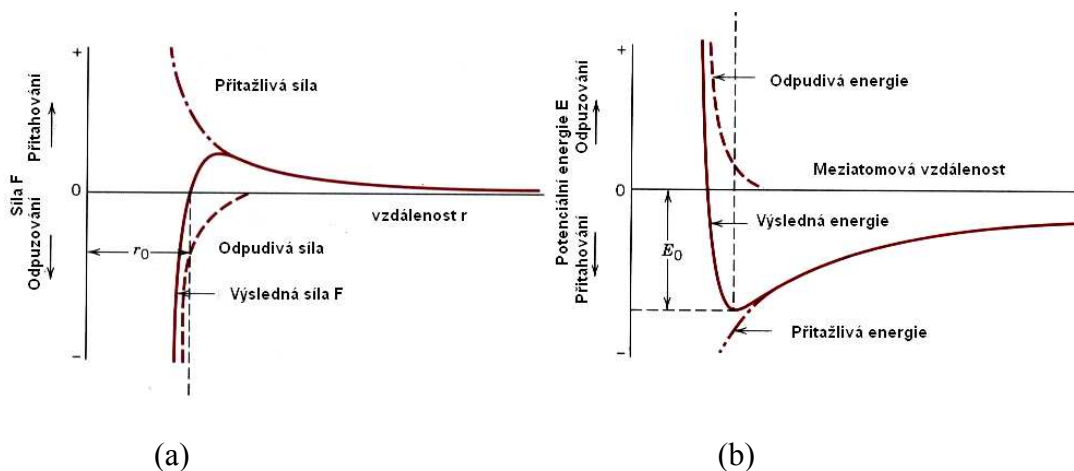 +
Přitahování
Přitažlivá síla
0
Síla F
vzdálenost r
r₀
Odpuzování
Odpudivá síla
Výsledná síla F
−
(a)
+
Odpuzování
Odpudivá energie
Potenciální energie E
Meziatomová vzdálenost
0
Výsledná energie
Přitahování
E₀
Přitažlivá energie
−
(b)